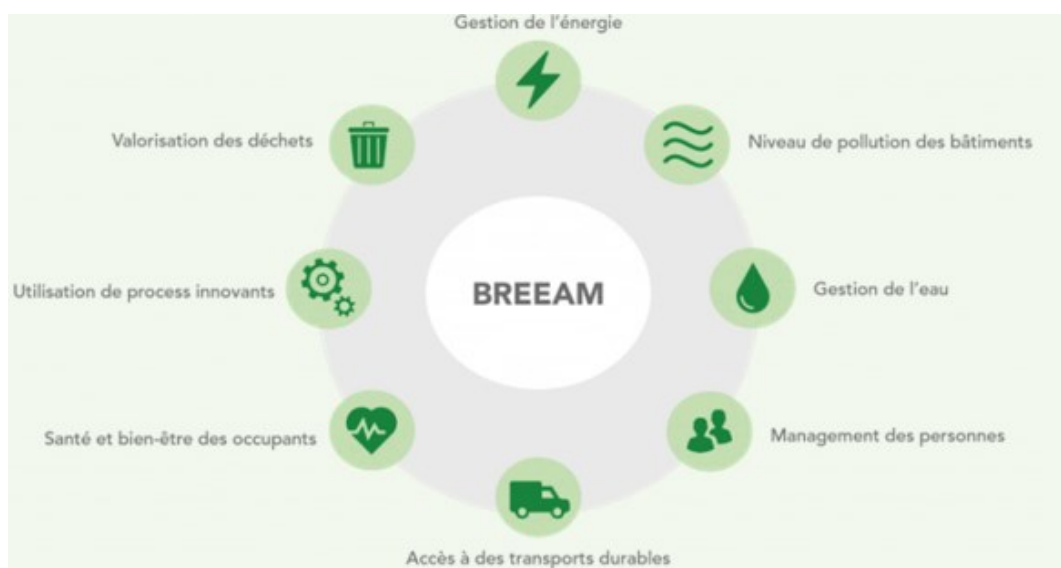 Gestion de l'énergie
Valorisation des déchets
Niveau de pollution des bâtiments
Utilisation de process innovants
BREEAM
Gestion de l'eau
Santé et bien-être des occupants
Management des personnes
Accès à des transports durables